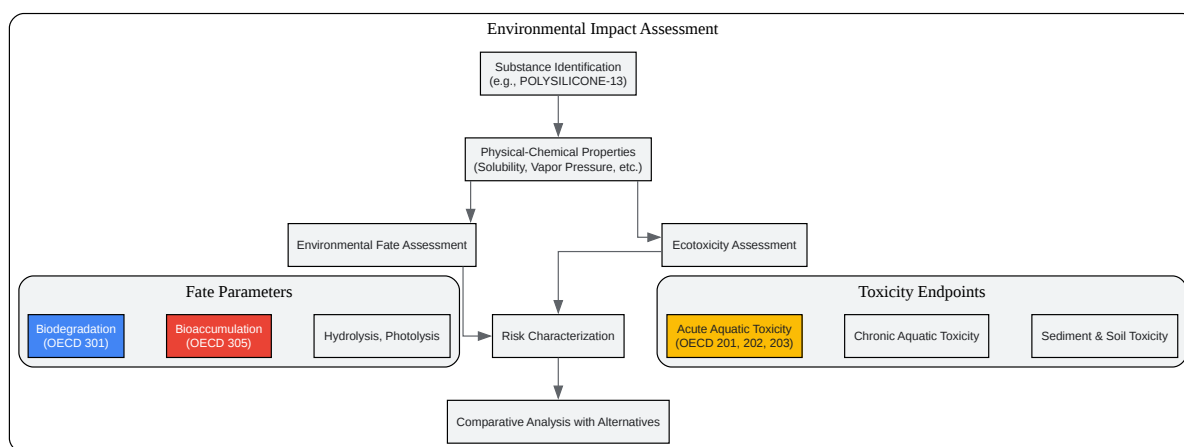 Environmental Impact Assessment
Substance Identification
(e.g., POLYSILICONE-13)
Physical-Chemical Properties
(Solubility, Vapor Pressure, etc.)
Environmental Fate Assessment
Ecotoxicity Assessment
Fate Parameters
Biodegradation
(OECD 301)
Bioaccumulation
(OECD 305)
Hydrolysis, Photolysis
Risk Characterization
Toxicity Endpoints
Acute Aquatic Toxicity
(OECD 201, 202, 203)
Chronic Aquatic Toxicity
Sediment & Soil Toxicity
Comparative Analysis with Alternatives